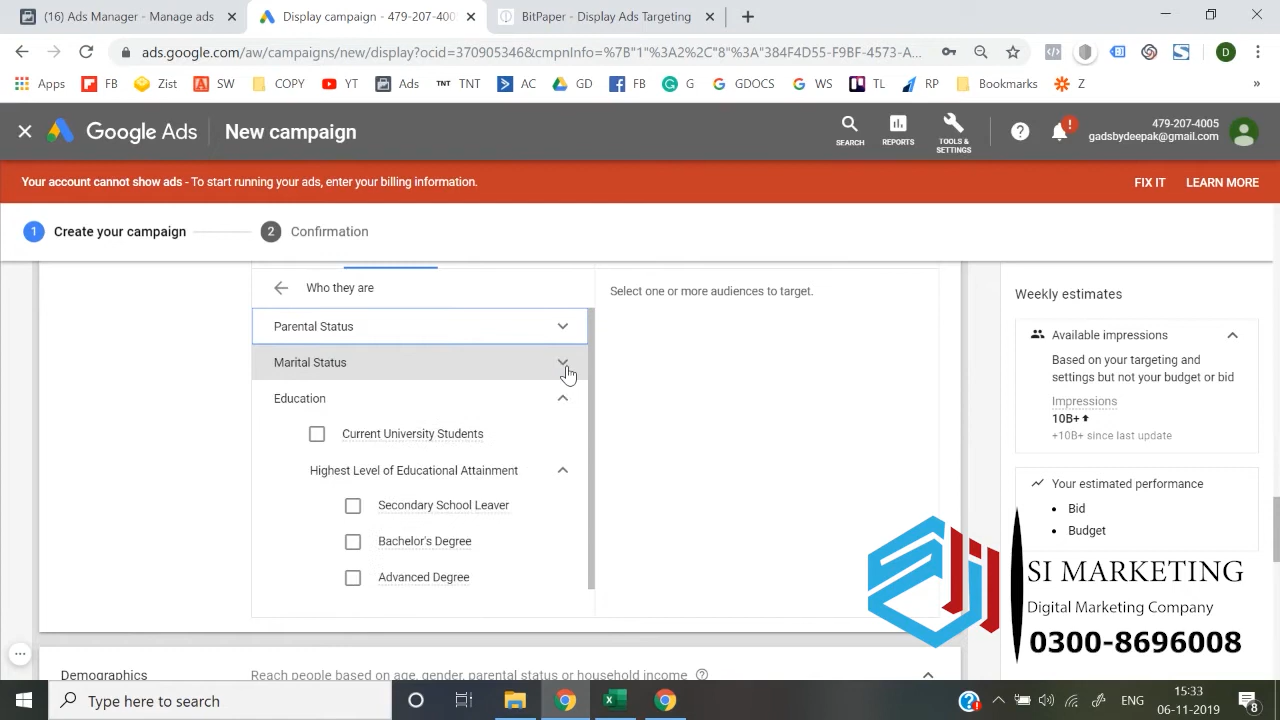 (16) Ads Manager - Manage ads
Display campaign - 479-207-400
BitPaper - Display Ads Targeting
ads.google.com/aw/campaigns/new/display?ocid=370905346&cmpnInfo=%7B"1"%3A2%2C"8"%3A"384F4D55-F9BF-4573-A...
Apps FB Zist SW COPY YT Ads TNT TNT AC GD FB G GDOCS WS TL RP Bookmarks Z »
Google Ads
New campaign
SEARCH
REPORTS
TOOLS &
SETTINGS
479-207-4005
gadsbydeepak@gmail.com
D
Your account cannot show ads - To start running your ads, enter your billing information.
FIX IT
LEARN MORE
1 Create your campaign
2 Confirmation
Who they are
Parental Status
Marital Status
Education
Current University Students
Highest Level of Educational Attainment
Secondary School Leaver
Bachelor's Degree
Advanced Degree
Select one or more audiences to target.
Weekly estimates
Available impressions
Based on your targeting and
settings but not your budget or bid
Impressions
10B+
+10B+ since last update
Your estimated performance
Bid
Budget
SI MARKETING
Digital Marketing Company
0300-8696008
Demographics
Reach people based on age, gender, parental status or household income
Type here to search
ENG
15:33
06-11-2019
8